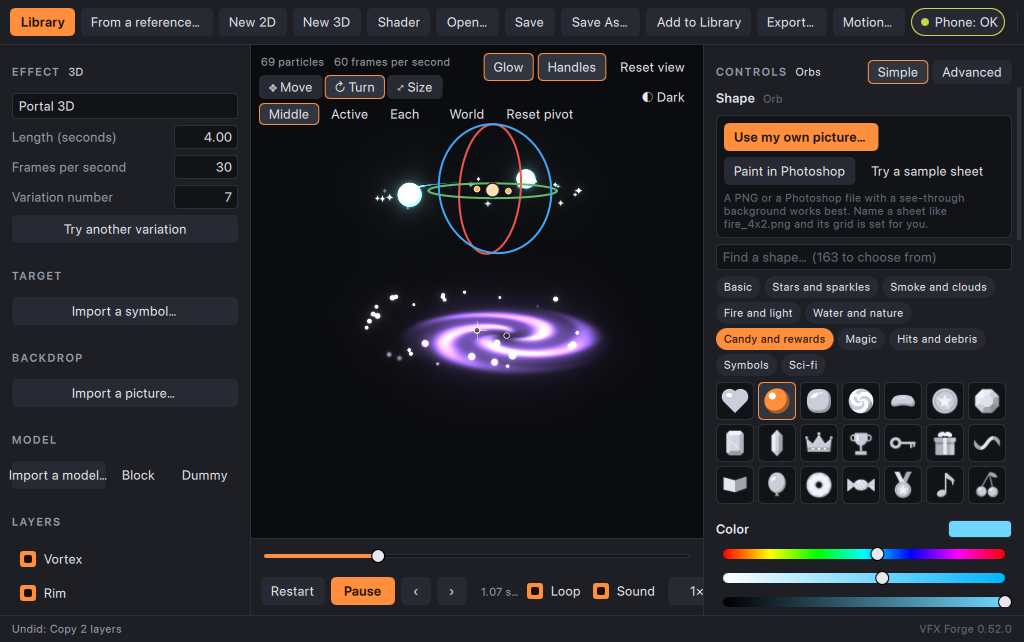 Library From a reference... New 2D New 3D Shader Open... Save Save As... Add to Library Export... Motion... Phone: OK
EFFECT 3D
Portal 3D
Length (seconds) 4.00
Frames per second 30
Variation number 7
Try another variation
TARGET
Import a symbol...
BACKDROP
Import a picture...
MODEL
Import a model... Block Dummy
LAYERS
Vortex
Rim
69 particles 60 frames per second
Glow Handles Reset view
Move Turn Size
Dark
Middle Active Each World Reset pivot
Restart Pause ‹ › 1.07 s... Loop Sound 1×
CONTROLS Orbs Simple Advanced
Shape Orb
Use my own picture...
Paint in Photoshop Try a sample sheet
A PNG or a Photoshop file with a see-through
background works best. Name a sheet like
fire_4x2.png and its grid is set for you.
Find a shape... (163 to choose from)
Basic Stars and sparkles Smoke and clouds
Fire and light Water and nature
Candy and rewards Magic Hits and debris
Symbols Sci-fi
Color
Undid: Copy 2 layers VFX Forge 0.52.0